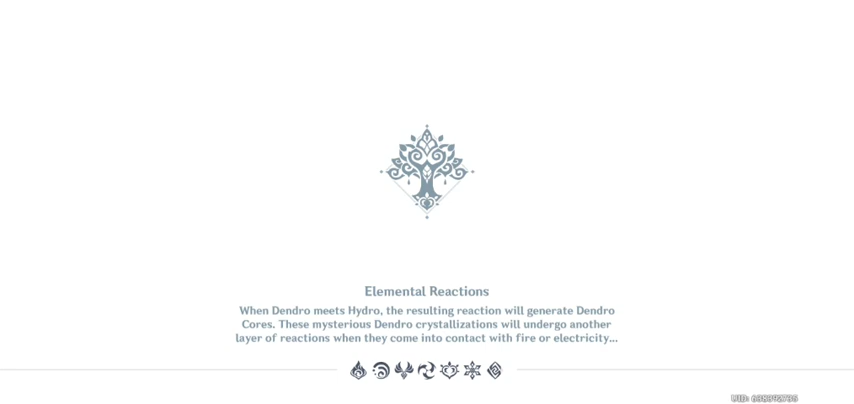 Elemental Reactions
When Dendro meets Hydro, the resulting reaction will generate Dendro
Cores. These mysterious Dendro crystallizations will undergo another
layer of reactions when they come into contact with fire or electricity...
UID: